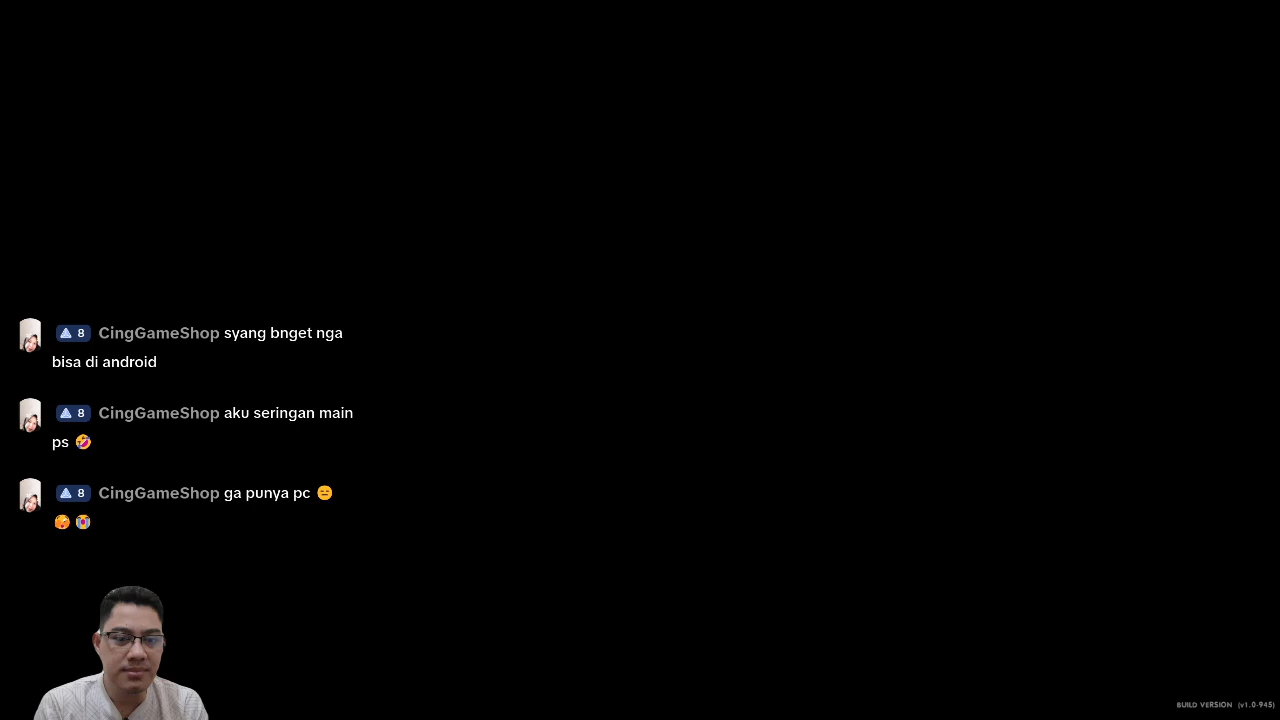 8 CingGameShop syang bnget nga
bisa di android
8 CingGameShop aku seringan main
ps 🤣
8 CingGameShop ga punya pc 😑
🫣 😭
BUILD VERSION (v1.0-945)